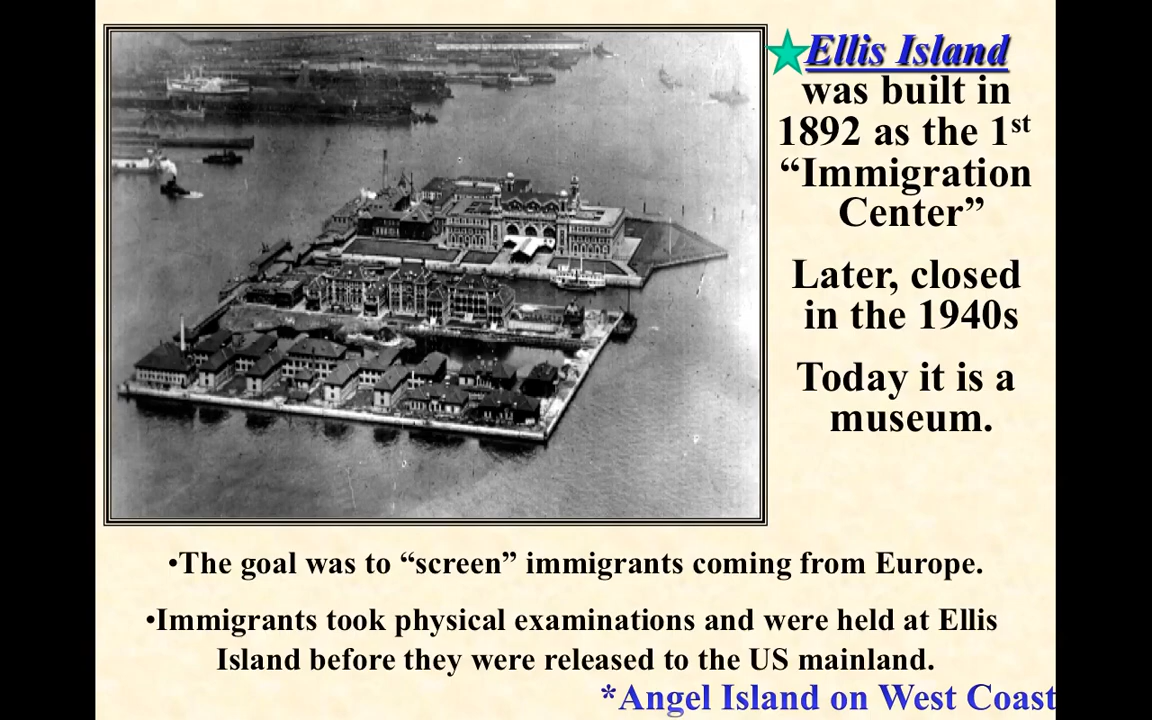 Ellis Island
was built in
1892 as the 1st
“Immigration
Center”
Later, closed
in the 1940s
Today it is a
museum.
•The goal was to “screen” immigrants coming from Europe.
•Immigrants took physical examinations and were held at Ellis
Island before they were released to the US mainland.
*Angel Island on West Coast